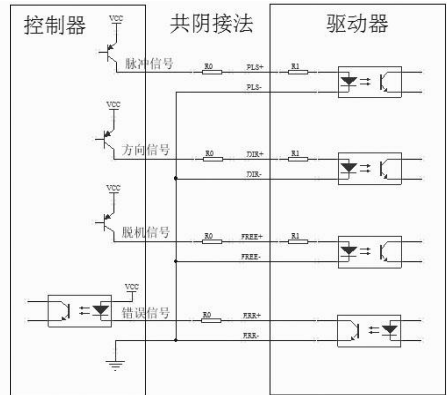 控制器 共阴接法 驱动器
VCC
脉冲信号 R0 PLS+ R1
PLS-
VCC
方向信号 R0 DIR+ R1
DIR-
VCC
脱机信号 R0 FREE+ R1
FREE-
VCC
错误信号 R0 ERR+
ERR-